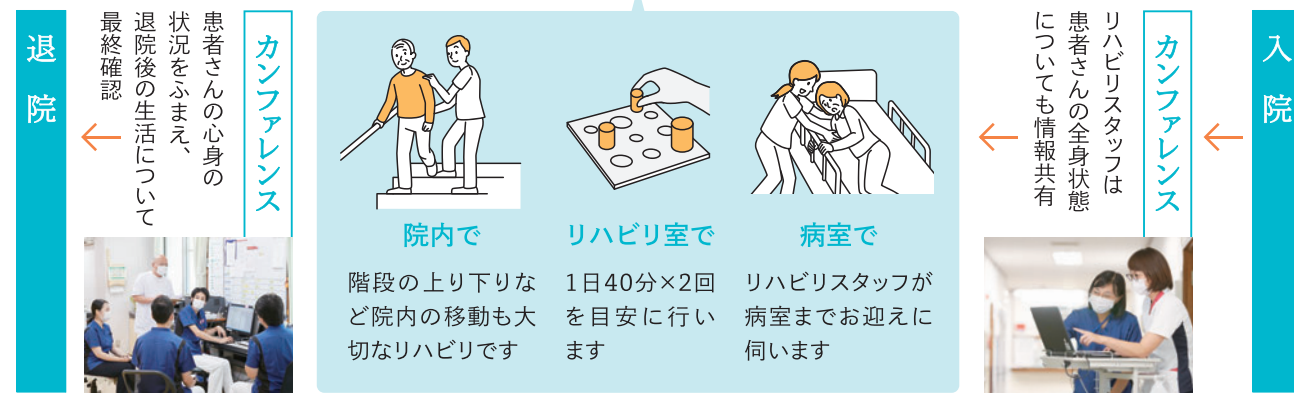 入院
カンファレンス
リハビリスタッフは
患者さんの全身状態
についても情報共有
病室で
リハビリスタッフが
病室までお迎えに
伺います
リハビリ室で
1日40分×2回
を目安に行い
ます
院内で
階段の上り下りな
ど院内の移動も大
切なリハビリです
カンファレンス
患者さんの心身の
状況をふまえ、
退院後の生活について
最終確認
退院